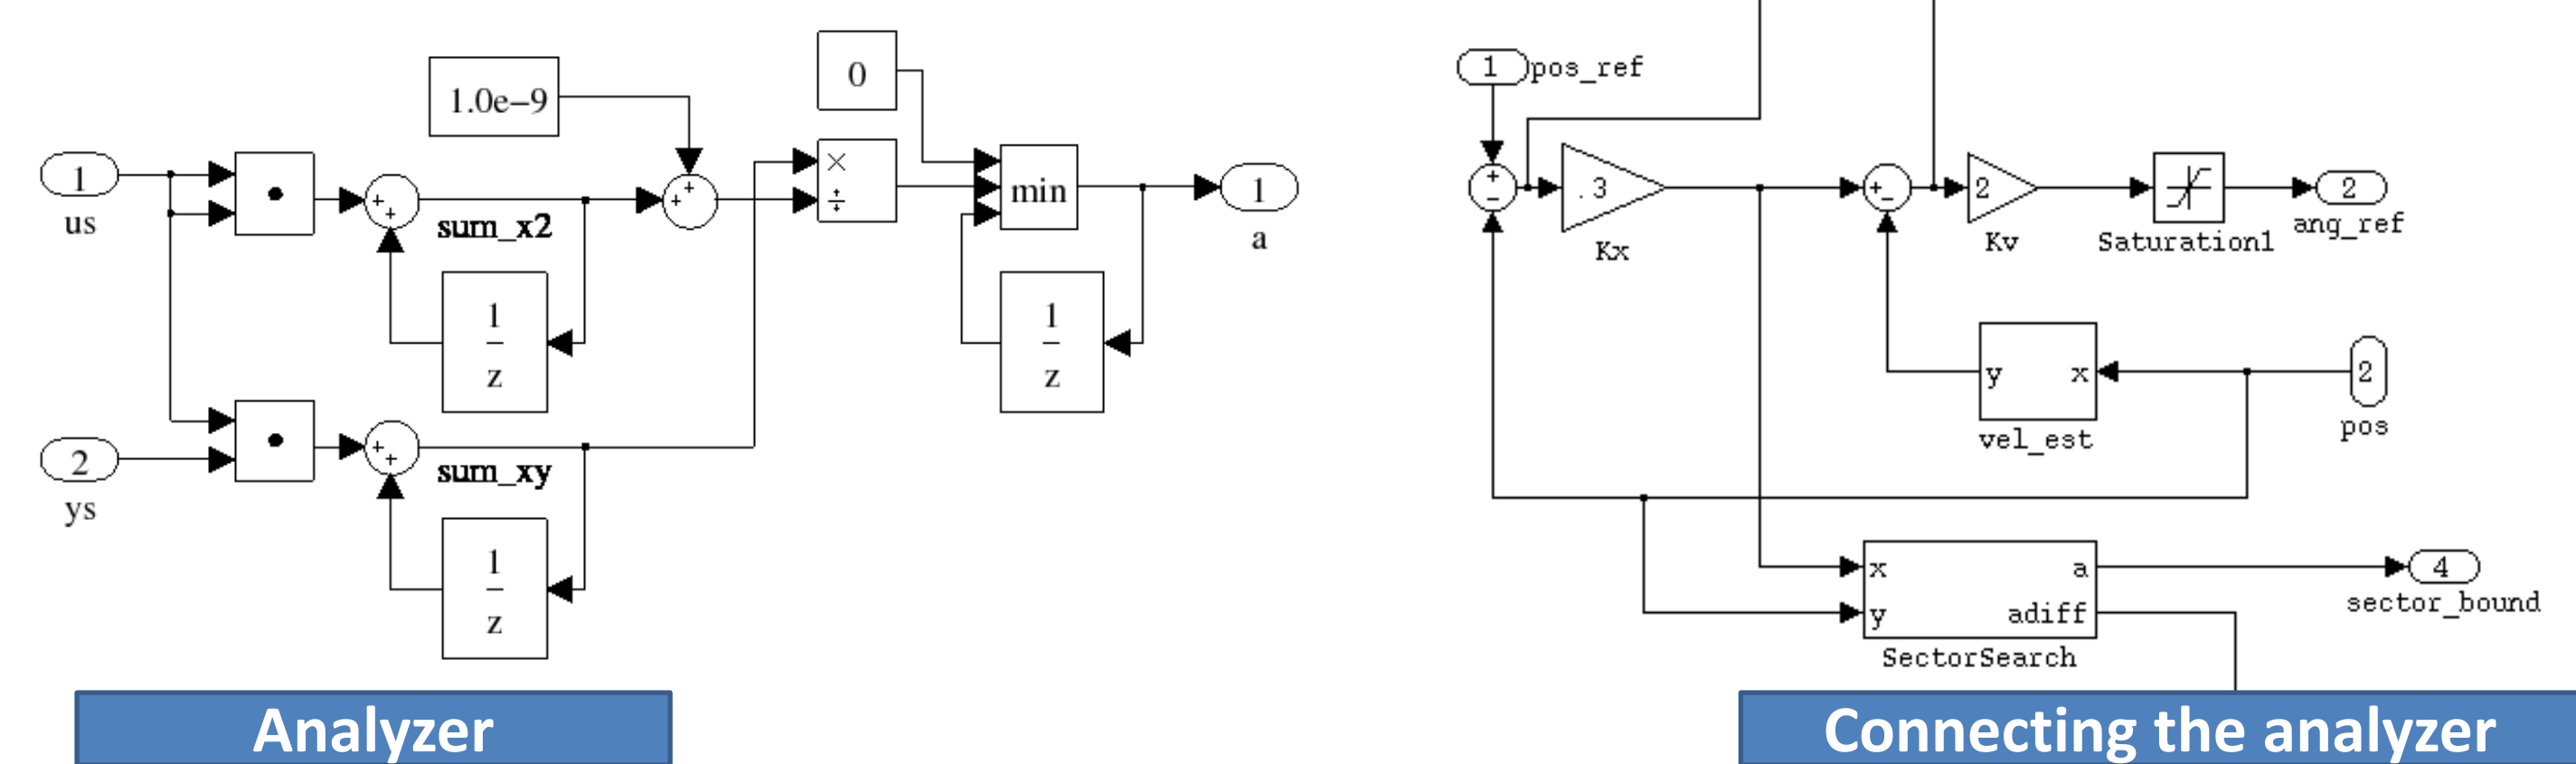 0
1.0e−9
1
us
+
+
sum_x2
+
+
×
÷
min
1
a
1
z
1
z
2
ys
+
+
sum_xy
1
z
Analyzer
1
pos_ref
+
−
.3
Kx
+
−
2
Kv
Saturation1
2
ang_ref
y
x
vel_est
2
pos
x
y
a
adiff
SectorSearch
4
sector_bound
Connecting the analyzer